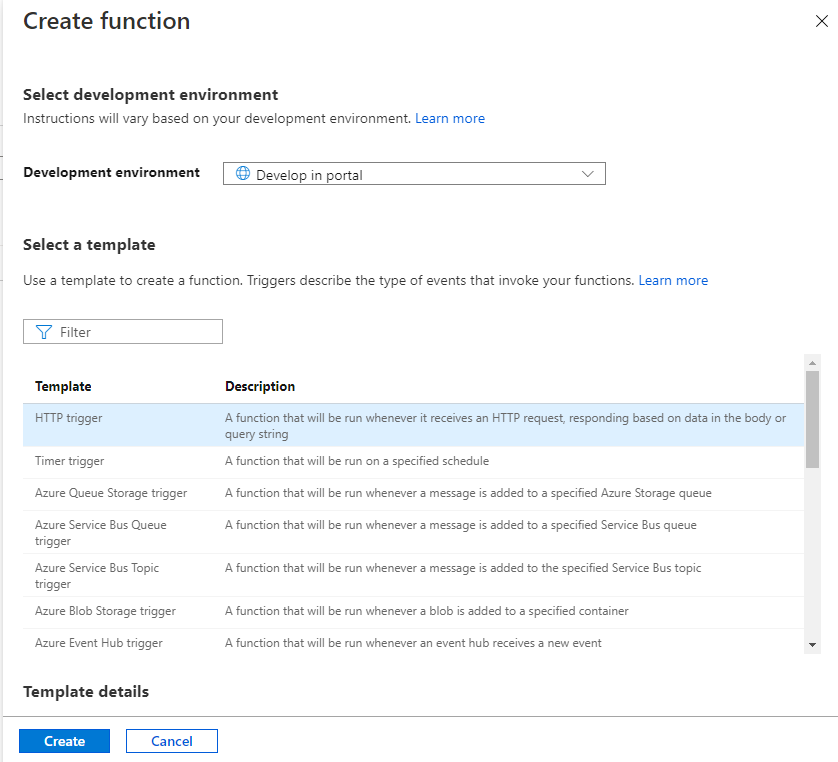 Create function
Select development environment
Instructions will vary based on your development environment. Learn more
Development environment
Develop in portal
Select a template
Use a template to create a function. Triggers describe the type of events that invoke your functions. Learn more
Filter
Template Description
HTTP trigger A function that will be run whenever it receives an HTTP request, responding based on data in the body or
query string
Timer trigger A function that will be run on a specified schedule
Azure Queue Storage trigger A function that will be run whenever a message is added to a specified Azure Storage queue
Azure Service Bus Queue A function that will be run whenever a message is added to a specified Service Bus queue
trigger
Azure Service Bus Topic A function that will be run whenever a message is added to the specified Service Bus topic
trigger
Azure Blob Storage trigger A function that will be run whenever a blob is added to a specified container
Azure Event Hub trigger A function that will be run whenever an event hub receives a new event
Template details
Create Cancel